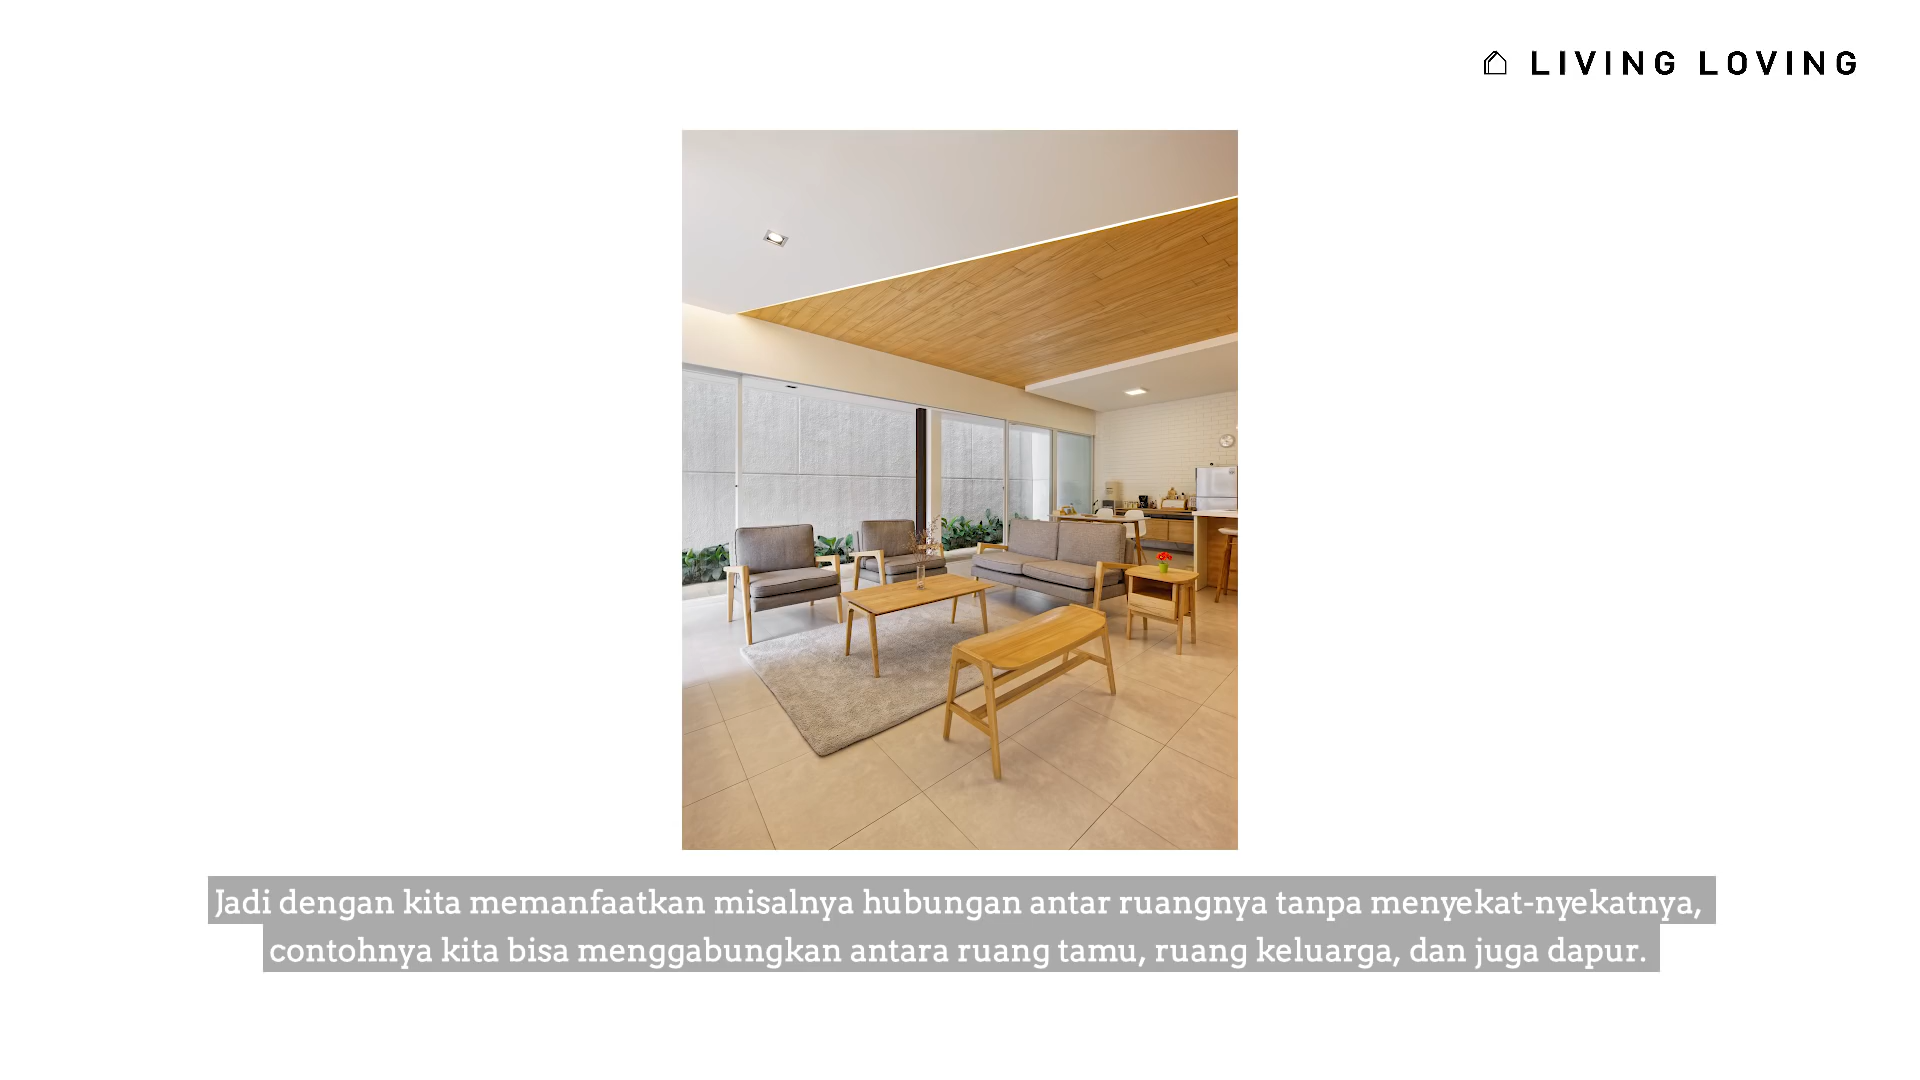 LIVING LOVING
Jadi dengan kita memanfaatkan misalnya hubungan antar ruangnya tanpa menyekat-nyekatnya,
contohnya kita bisa menggabungkan antara ruang tamu, ruang keluarga, dan juga dapur.